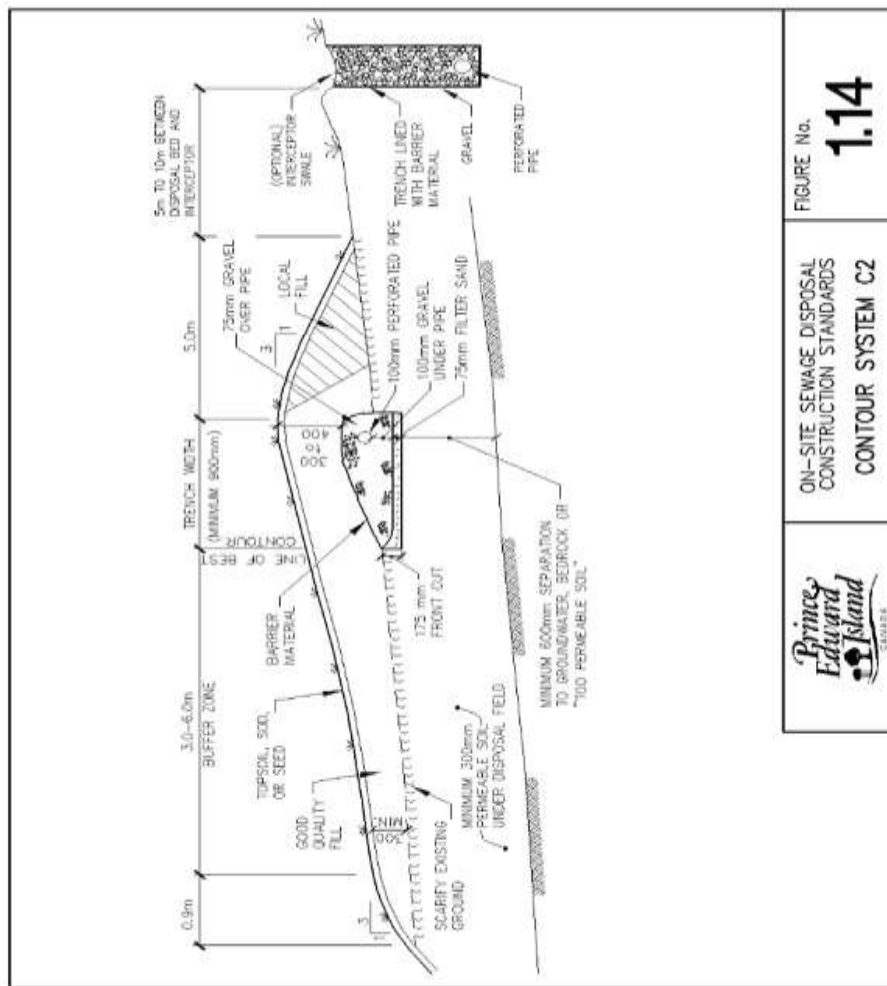 5m TO 10m BETWEEN
DISPOSAL BED AND
INTERCEPTOR
5.0m
TRENCH WIDTH
(MINIMUM 900mm)
3.0-6.0m
BUFFER ZONE
0.9m
(OPTIONAL)
INTERCEPTOR
SWALE
75mm GRAVEL
OVER PIPE
LOCAL
FILL
3
1
LINE OF BEST
CONTOUR
300
to
400
BARRIER
MATERIAL
TOPSOIL, SOD,
OR SEED
GOOD
QUALITY
FILL
300
MIN.
3
1
TRENCH LINED
WITH BARRIER
MATERIAL
GRAVEL
PERFORATED
PIPE
100mm PERFORATED PIPE
100mm GRAVEL
UNDER PIPE
75mm FILTER SAND
175 mm
FRONT CUT
SCARIFY EXISTING
GROUND
MINIMUM 300mm
PERMEABLE SOIL
UNDER DISPOSAL FIELD
MINIMUM 600mm SEPARATION
TO GROUNDWATER, BEDROCK OR
"TOO PERMEABLE SOIL"
Prince
Edward
Island
CANADA
ON-SITE SEWAGE DISPOSAL
CONSTRUCTION STANDARDS
CONTOUR SYSTEM C2
FIGURE No.
1.14